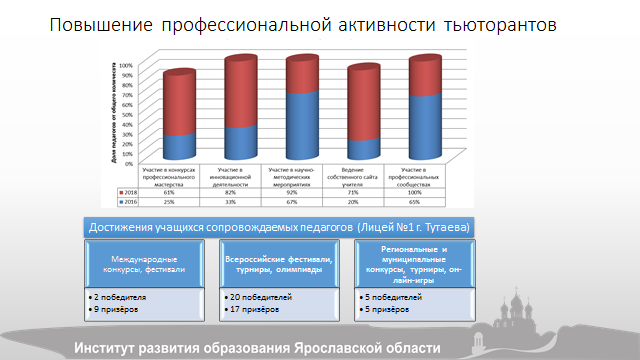 Повышение профессиональной активности тьюторантов
Доля педагогов от общего количества
100%
90%
80%
70%
60%
50%
40%
30%
20%
10%
0%
Участие в конкурсах профессионального мастерства
Участие в инновационной деятельности
Участие в научно-методических мероприятиях
Ведение собственного сайта учителя
Участие в профессиональных сообществах
2018 61% 82% 92% 71% 100%
2016 25% 33% 67% 20% 65%
Достижения учащихся сопровождаемых педагогов (Лицей №1 г. Тутаева)
Международные
конкурсы, фестивали
• 2 победителя
• 9 призёров
Всероссийские фестивали,
турниры, олимпиады
• 20 победителей
• 17 призёров
Региональные и
муниципальные
конкурсы, турниры, он-
лайн-игры
• 5 победителей
• 5 призёров
Институт развития образования Ярославской области